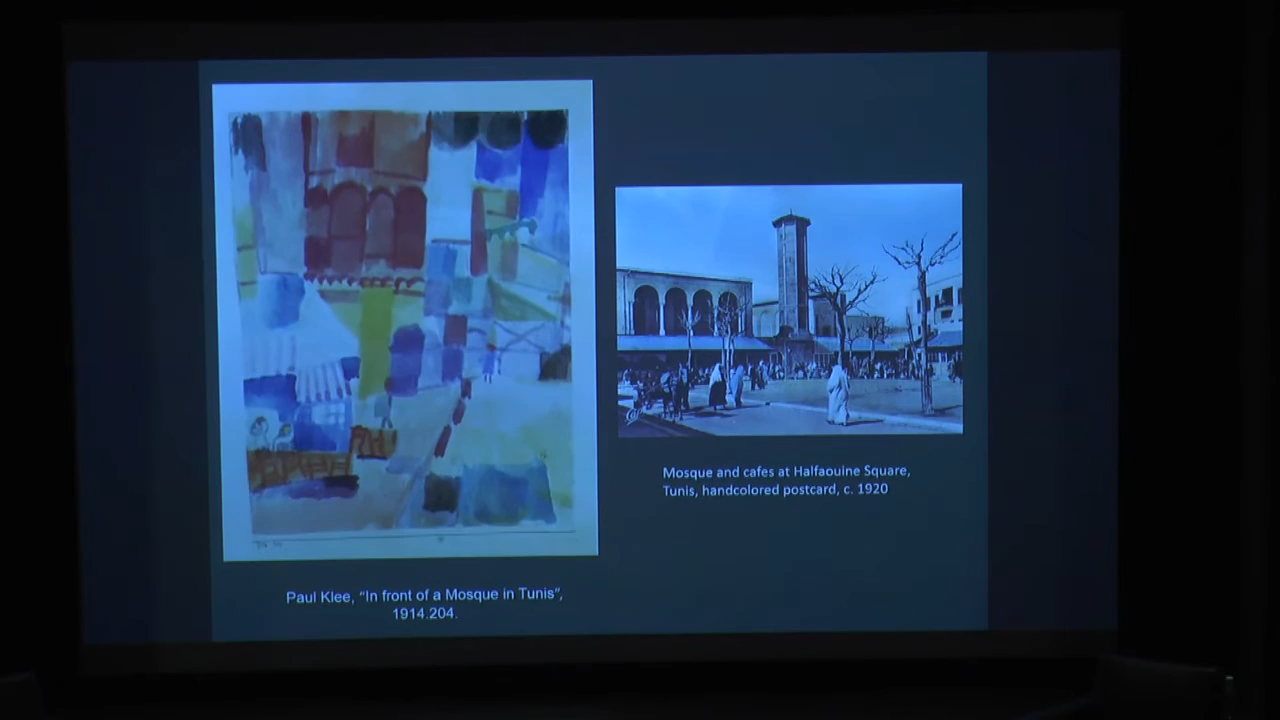 Paul Klee, “In front of a Mosque in Tunis”,
1914.204.
Mosque and cafes at Halfaouine Square,
Tunis, handcolored postcard, c. 1920